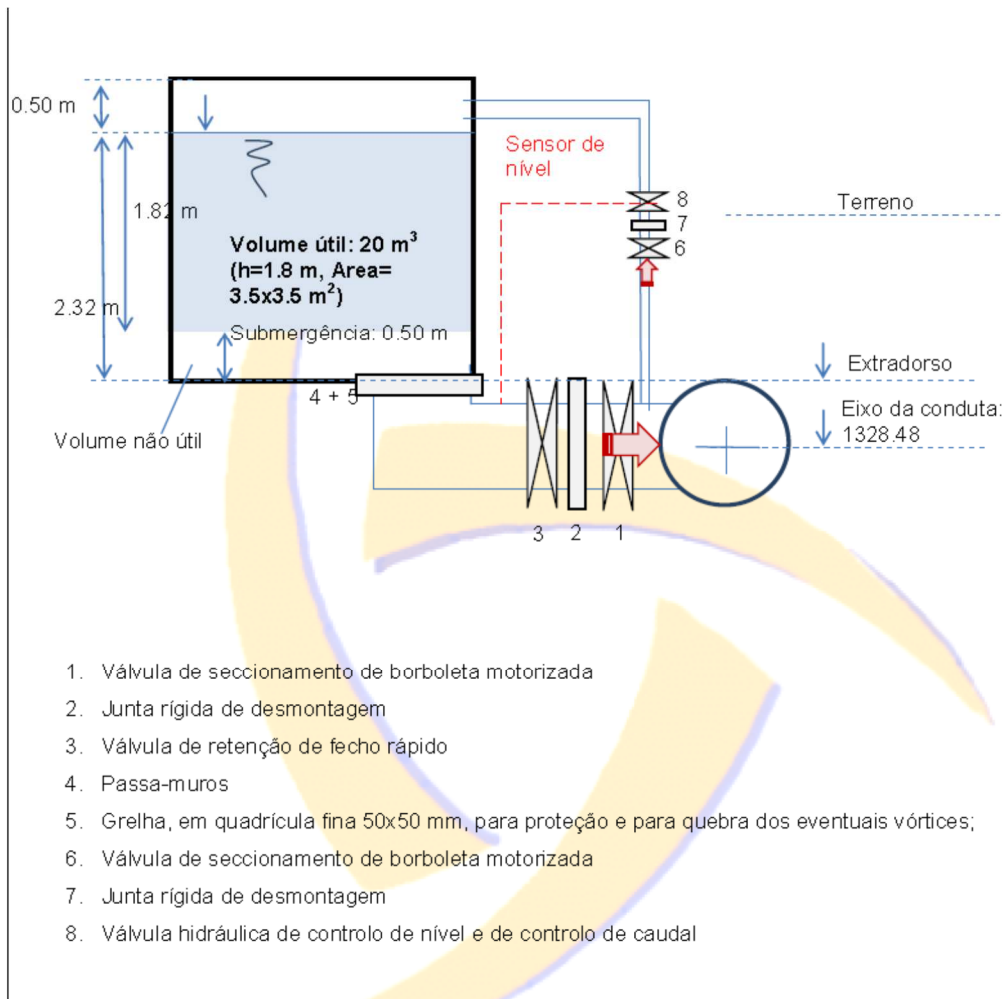 0.50 m
Sensor de
nível
8
Terreno
7
1.82 m
6
Volume útil: 20 m³
(h=1.8 m, Area=
3.5x3.5 m²)
2.32 m
Submergência: 0.50 m
Extradorso
4 + 5
Eixo da conduta:
1328.48
Volume não útil
3 2 1
1. Válvula de seccionamento de borboleta motorizada
2. Junta rígida de desmontagem
3. Válvula de retenção de fecho rápido
4. Passa-muros
5. Grelha, em quadrícula fina 50x50 mm, para proteção e para quebra dos eventuais vórtices;
6. Válvula de seccionamento de borboleta motorizada
7. Junta rígida de desmontagem
8. Válvula hidráulica de controlo de nível e de controlo de caudal